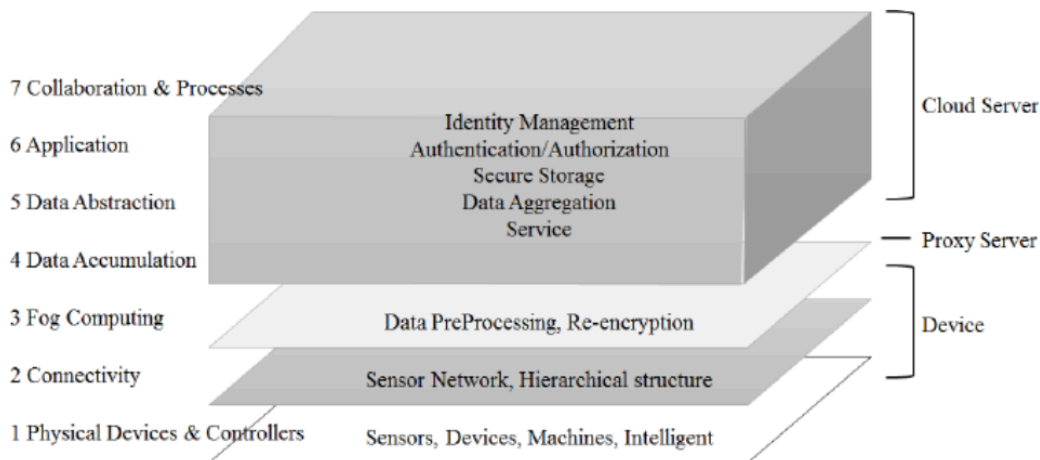 7 Collaboration & Processes
6 Application
5 Data Abstraction
4 Data Accumulation
3 Fog Computing
2 Connectivity
1 Physical Devices & Controllers
Identity Management
Authentication/Authorization
Secure Storage
Data Aggregation
Service
Data PreProcessing, Re-encryption
Sensor Network, Hierarchical structure
Sensors, Devices, Machines, Intelligent
Cloud Server
Proxy Server
Device